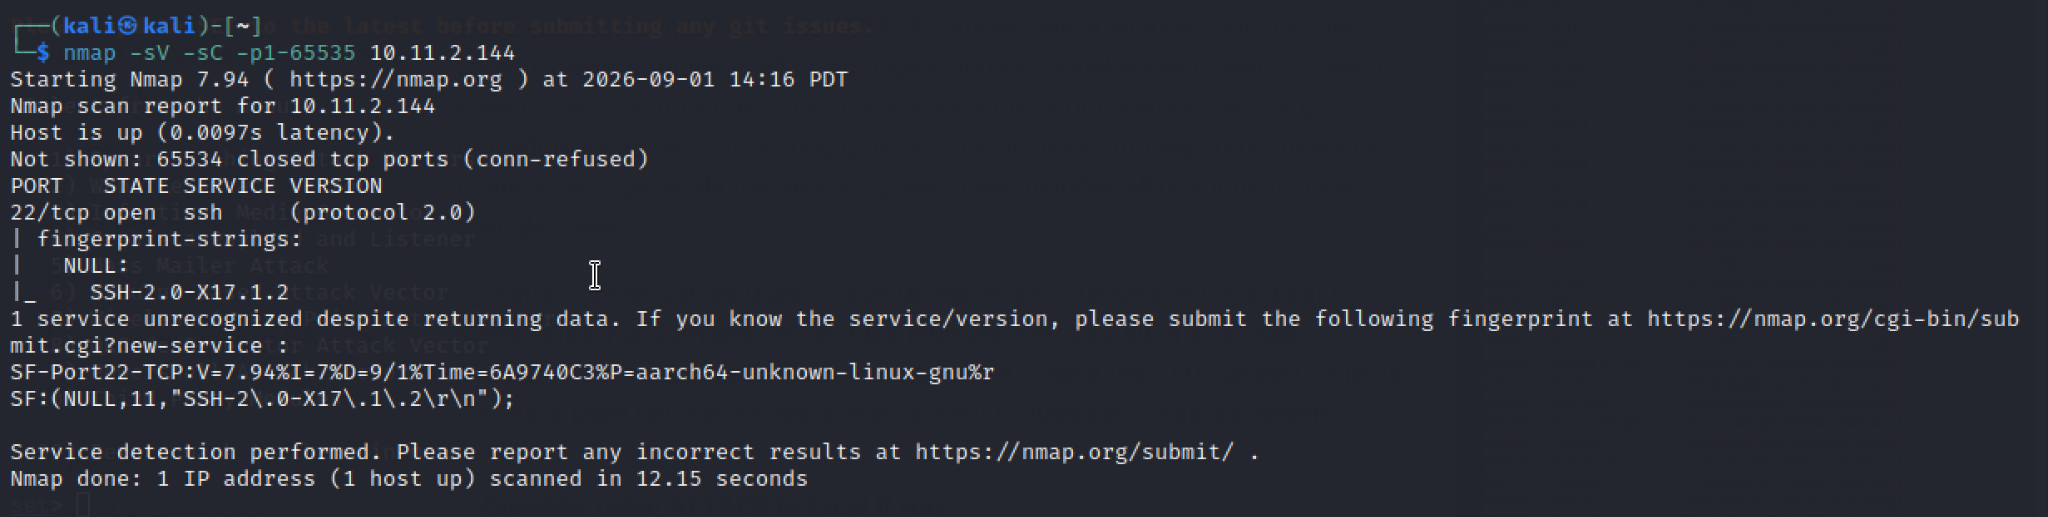 ┌──(kali㉿kali)-[~]
└─$ nmap -sV -sC -p1-65535 10.11.2.144
Starting Nmap 7.94 ( https://nmap.org ) at 2026-09-01 14:16 PDT
Nmap scan report for 10.11.2.144
Host is up (0.0097s latency).
Not shown: 65534 closed tcp ports (conn-refused)
PORT   STATE SERVICE VERSION
22/tcp open  ssh     (protocol 2.0)
| fingerprint-strings:
|   NULL:
|_    SSH-2.0-X17.1.2
1 service unrecognized despite returning data. If you know the service/version, please submit the following fingerprint at https://nmap.org/cgi-bin/sub
mit.cgi?new-service :
SF-Port22-TCP:V=7.94%I=7%D=9/1%Time=6A9740C3%P=aarch64-unknown-linux-gnu%r
SF:(NULL,11,"SSH-2\.0-X17\.1\.2\r\n");

Service detection performed. Please report any incorrect results at https://nmap.org/submit/ .
Nmap done: 1 IP address (1 host up) scanned in 12.15 seconds